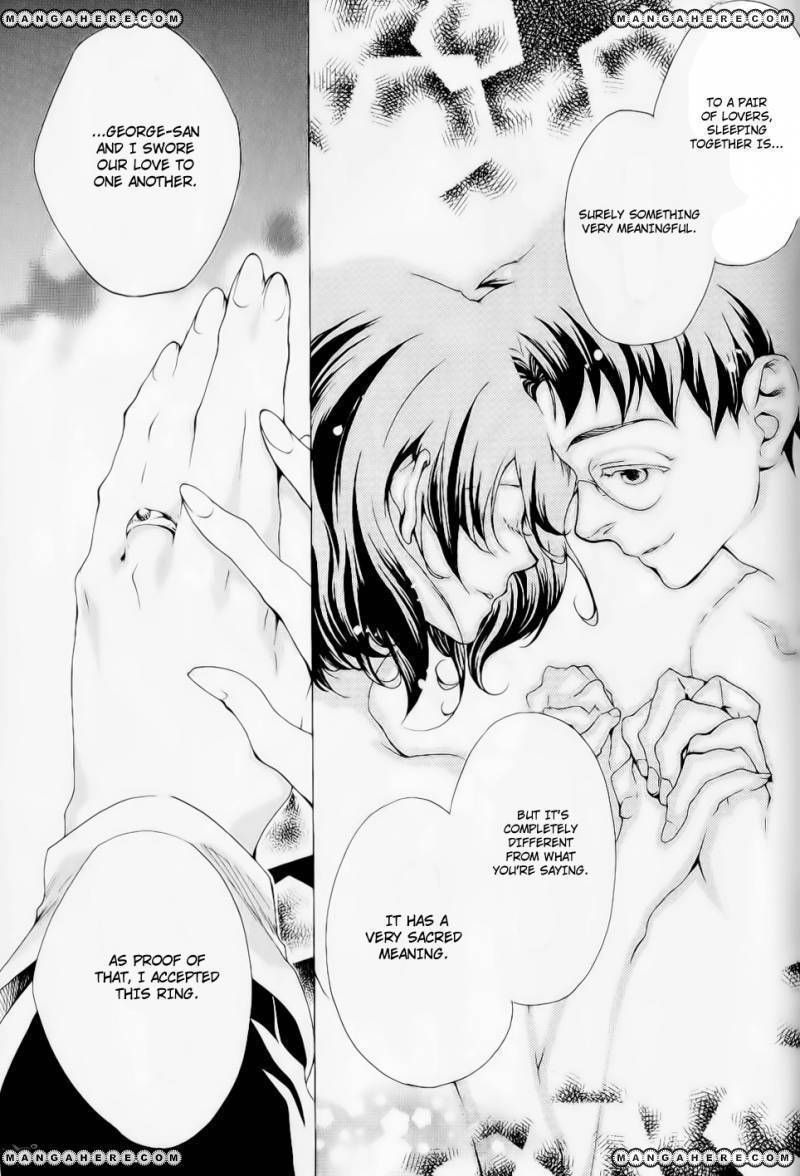 MANGAHERE.COM
MANGAHERE.COM
TO A PAIR
OF LOVERS,
SLEEPING
TOGETHER IS...
SURELY SOMETHING
VERY MEANINGFUL.
BUT IT'S
COMPLETELY
DIFFERENT
FROM WHAT
YOU'RE SAYING.
IT HAS A
VERY SACRED
MEANING.
...GEORGE-SAN
AND I SWORE
OUR LOVE TO
ONE ANOTHER.
AS PROOF OF
THAT, I ACCEPTED
THIS RING.
MANGAHERE.COM
MANGAHERE.COM